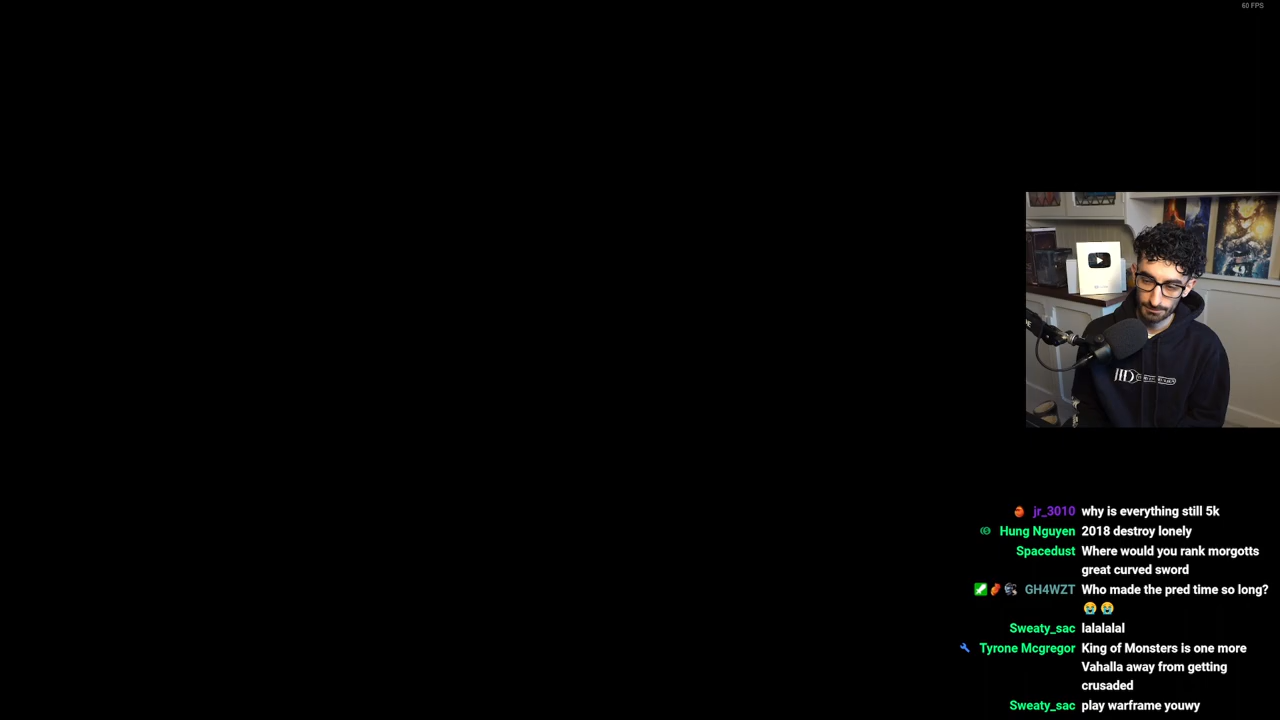 60 FPS
jr_3010 why is everything still 5k
Hung Nguyen 2018 destroy lonely
Spacedust Where would you rank morgotts
great curved sword
GH4WZT Who made the pred time so long?
😭 😭
Sweaty_sac lalalalal
Tyrone Mcgregor King of Monsters is one more
Vahalla away from getting
crusaded
Sweaty_sac play warframe youwy